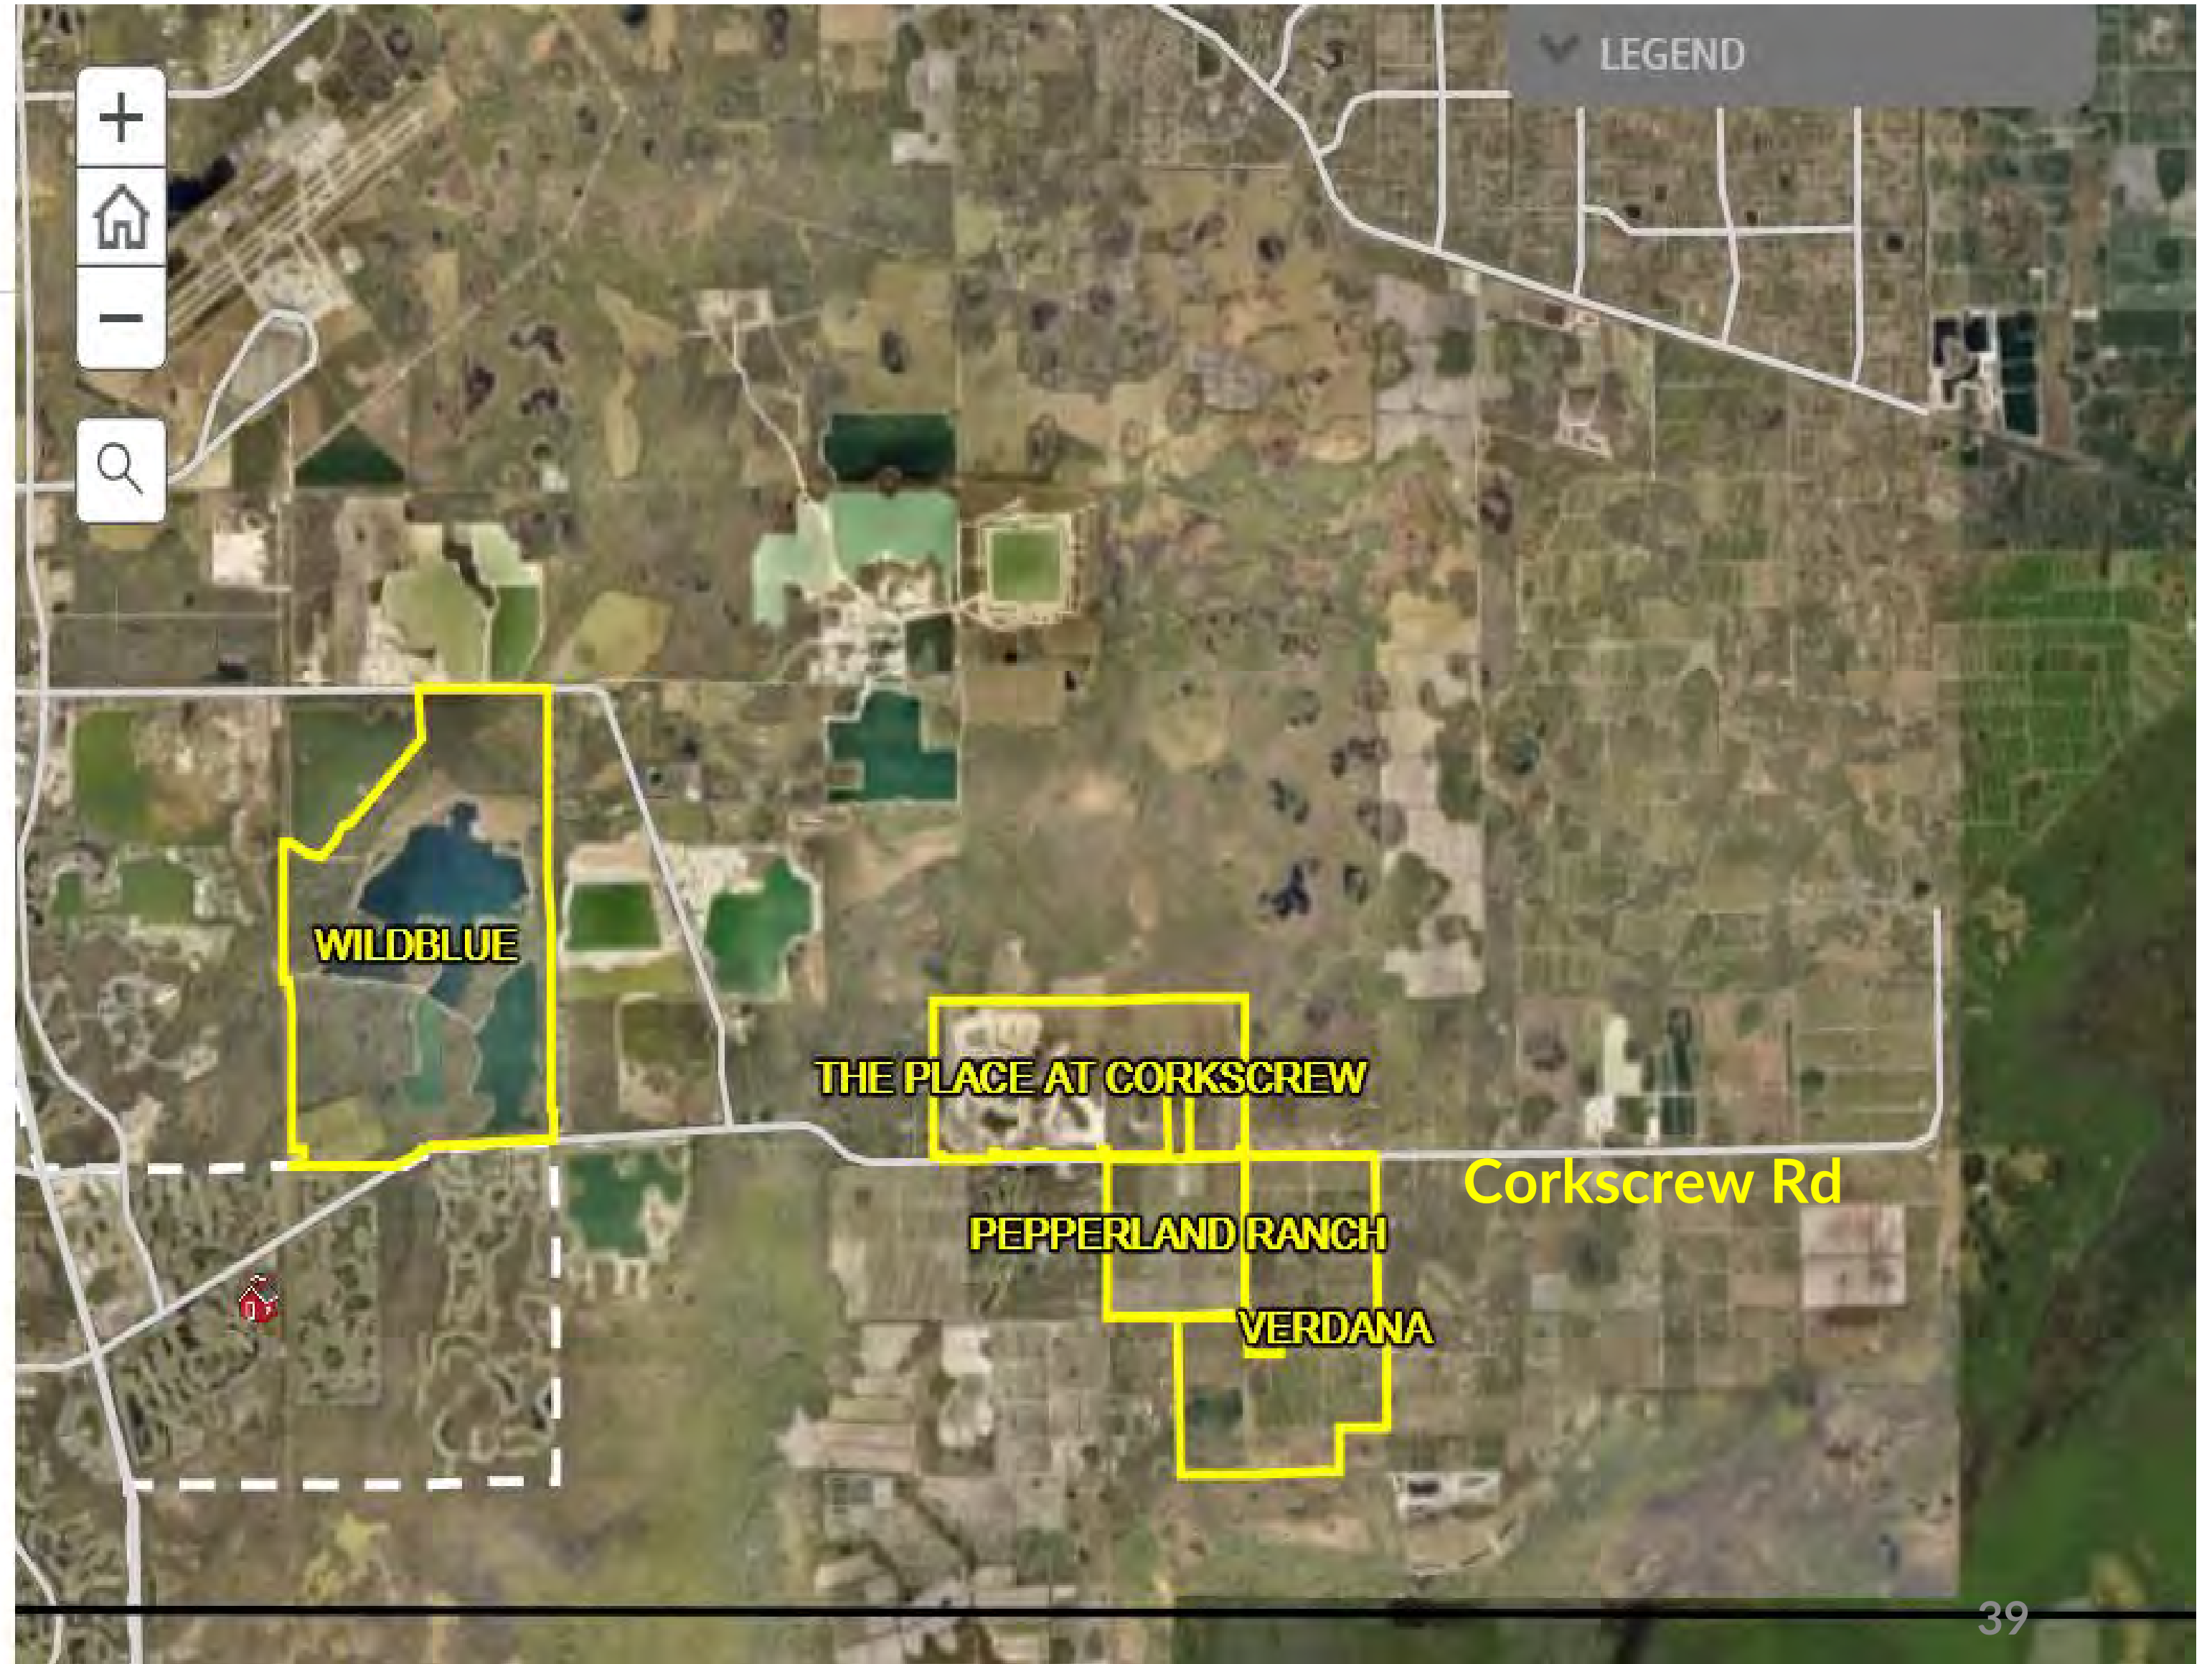 LEGEND
WILDBLUE
THE PLACE AT CORKSCREW
Corkscrew Rd
PEPPERLAND RANCH
VERDANA
39